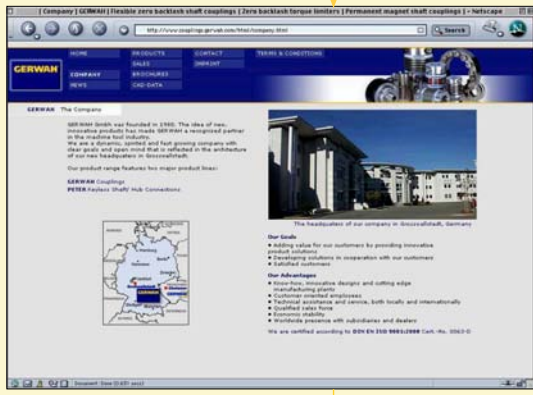 [ Company | GERWAH | Flexible zero backlash shaft couplings | Zero backlash torque limiters | Permanent magnet shaft couplings ] - Netscape
http://www.couplings.gerwah.com/html/company.html
Search
HOME PRODUCTS CONTACT TERMS & CONDITIONS
SALES IMPRINT
GERWAH
COMPANY BROCHURES
NEWS CAD-DATA
GERWAH The Company
GERWAH GmbH was founded in 1980. The idea of new,
innovative products has made GERWAH a recognized partner
in the machine tool industry.
We are a dynamic, spirited and fast growing company with
clear goals and open mind that is reflected in the architecture
of our new headquaters in Grosswallstadt.
Our product range features two major product lines:
GERWAH Couplings
PETER Keyless Shaft/ Hub Connections
GERWAH
The headquaters of our company in Grosswallstadt, Germany
Our Goals
Adding value for our customers by providing innovative
product solutions
Developing solutions in cooperation with our customers
Satisfied customers
Our Advantages
Know-how, innovative designs and cutting edge
manufacturing plants
Customer oriented employees
Technical assistance and service, both locally and internationally
Qualified sales force
Economic stability
Worldwide presence with subsidiaries and dealers
We are certified according to DIN EN ISO 9001:2000 Cert.-No.
Document: Done